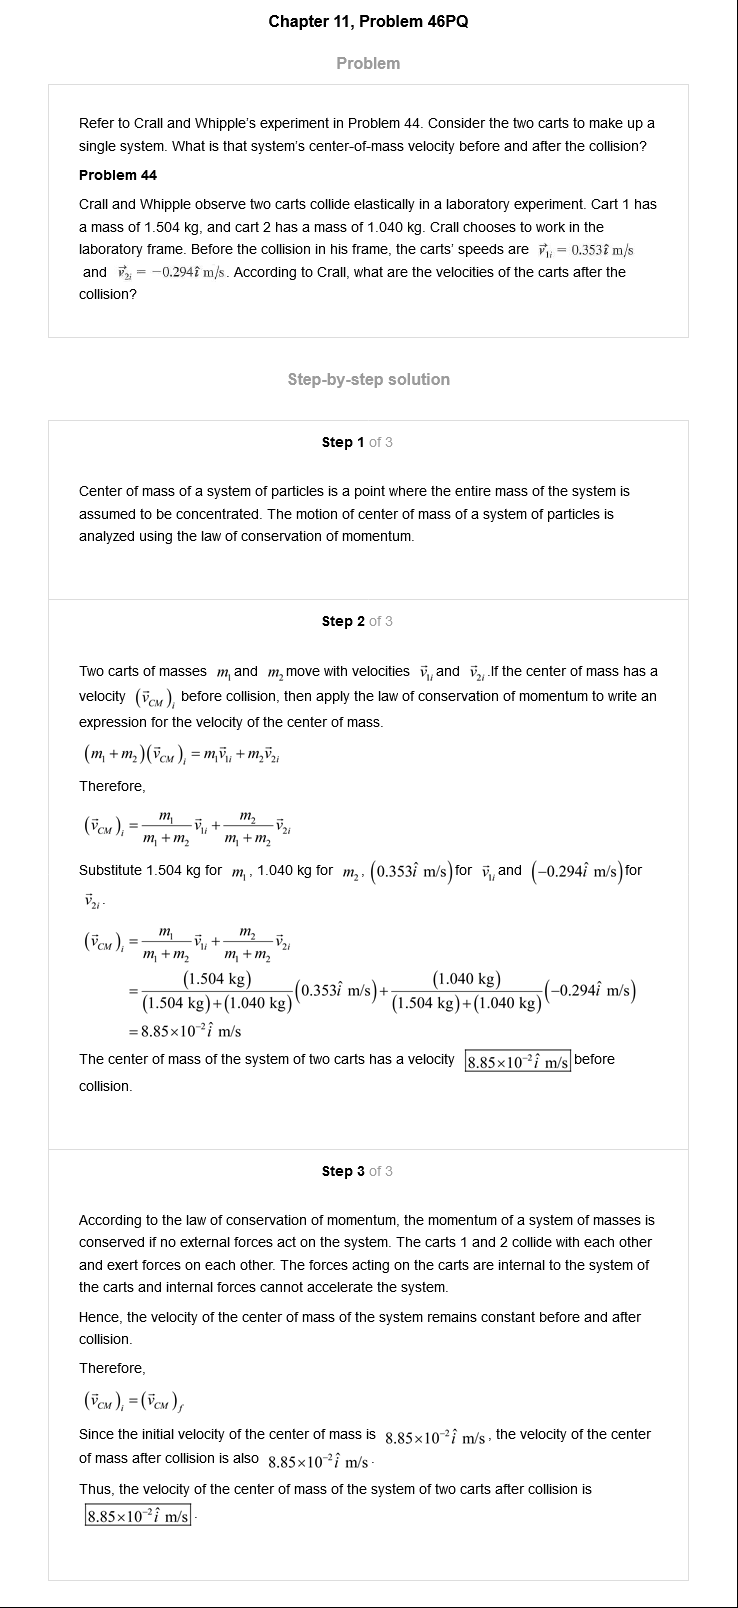 Chapter 11, Problem 46PQ
Problem
Refer to Crall and Whipple's experiment in Problem 44. Consider the two carts to make up a
single system. What is that system's center-of-mass velocity before and after the collision?
Problem 44
Crall and Whipple observe two carts collide elastically in a laboratory experiment. Cart 1 has
a mass of 1.504 kg, and cart 2 has a mass of 1.040 kg. Crall chooses to work in the
laboratory frame. Before the collision in his frame, the carts' speeds are $\vec{v}_{1i} = 0.353\hat{\imath}$ m/s
and $\vec{v}_{2i} = -0.294\hat{\imath}$ m/s. According to Crall, what are the velocities of the carts after the
collision?
Step-by-step solution
Step 1 of 3
Center of mass of a system of particles is a point where the entire mass of the system is
assumed to be concentrated. The motion of center of mass of a system of particles is
analyzed using the law of conservation of momentum.
Step 2 of 3
Two carts of masses $m_1$ and $m_2$ move with velocities $\vec{v}_{1i}$ and $\vec{v}_{2i}$ .If the center of mass has a
velocity $(\vec{v}_{CM})_i$ before collision, then apply the law of conservation of momentum to write an
expression for the velocity of the center of mass.
$(m_1 + m_2)(\vec{v}_{CM})_i = m_1\vec{v}_{1i} + m_2\vec{v}_{2i}$
Therefore,
$(\vec{v}_{CM})_i = \frac{m_1}{m_1 + m_2}\vec{v}_{1i} + \frac{m_2}{m_1 + m_2}\vec{v}_{2i}$
Substitute 1.504 kg for $m_1$ , 1.040 kg for $m_2$, $(0.353\hat{i}\ \text{m/s})$ for $\vec{v}_{1i}$ and $(-0.294\hat{i}\ \text{m/s})$ for
$\vec{v}_{2i}$.
$(\vec{v}_{CM})_i = \frac{m_1}{m_1 + m_2}\vec{v}_{1i} + \frac{m_2}{m_1 + m_2}\vec{v}_{2i}$
$= \frac{(1.504\ \text{kg})}{(1.504\ \text{kg})+(1.040\ \text{kg})}(0.353\hat{i}\ \text{m/s}) + \frac{(1.040\ \text{kg})}{(1.504\ \text{kg})+(1.040\ \text{kg})}(-0.294\hat{i}\ \text{m/s})$
$= 8.85 \times 10^{-2}\hat{i}\ \text{m/s}$
The center of mass of the system of two carts has a velocity $\boxed{8.85 \times 10^{-2}\hat{i}\ \text{m/s}}$ before
collision.
Step 3 of 3
According to the law of conservation of momentum, the momentum of a system of masses is
conserved if no external forces act on the system. The carts 1 and 2 collide with each other
and exert forces on each other. The forces acting on the carts are internal to the system of
the carts and internal forces cannot accelerate the system.
Hence, the velocity of the center of mass of the system remains constant before and after
collision.
Therefore,
$(\vec{v}_{CM})_i = (\vec{v}_{CM})_f$
Since the initial velocity of the center of mass is $8.85 \times 10^{-2}\hat{i}\ \text{m/s}$, the velocity of the center
of mass after collision is also $8.85 \times 10^{-2}\hat{i}\ \text{m/s}$.
Thus, the velocity of the center of mass of the system of two carts after collision is
$\boxed{8.85 \times 10^{-2}\hat{i}\ \text{m/s}}$.